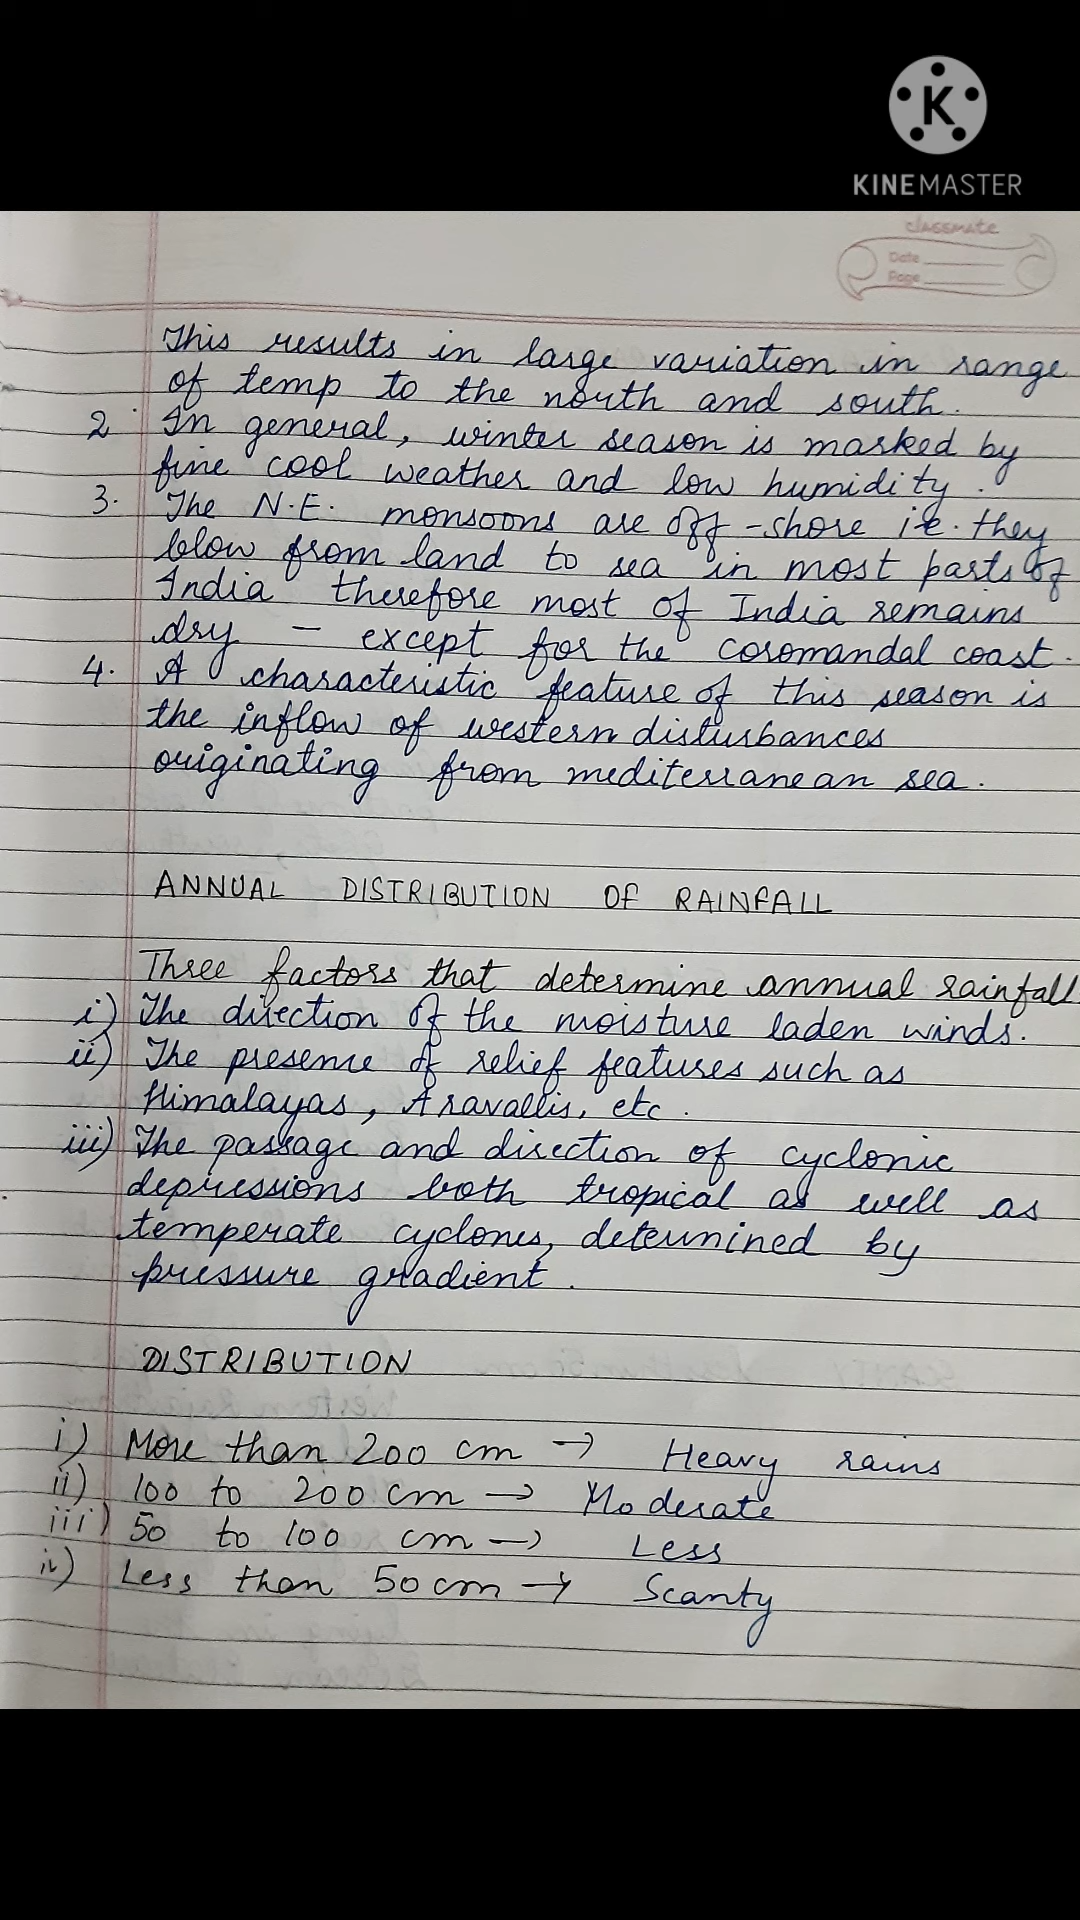 K
KINEMASTER
classmate
Date
Page
This results in large variation in range
of temp to the north and south.
2. In general, winter season is marked by
fine cool weather and low humidity.
3. The N.E. monsoons are off-shore i.e. they
blow from land to sea in most parts of
India therefore most of India remains
dry - except for the coromandal coast.
4. A characteristic feature of this season is
the inflow of western disturbances
originating from mediterranean sea.
ANNUAL DISTRIBUTION OF RAINFALL
Three factors that determine annual rainfall
i) The direction of the moisture laden winds.
ii) The presence of relief features such as
Himalayas, Aravallis, etc.
iii) The passage and direction of cyclonic
depressions both tropical as well as
temperate cyclones, determined by
pressure gradient.
DISTRIBUTION
i) More than 200 cm → Heavy rains
ii) 100 to 200 cm → Moderate
iii) 50 to 100 cm → Less
iv) Less than 50 cm → Scanty